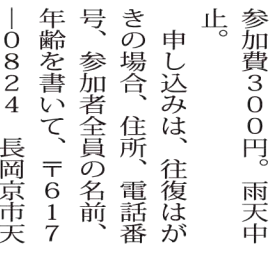 参加費３００円。雨天中
止。
　申し込みは、往復はが
きの場合、住所、電話番
号、参加者全員の名前、
年齢を書いて、〒６１７
―０８２４　長岡京市天